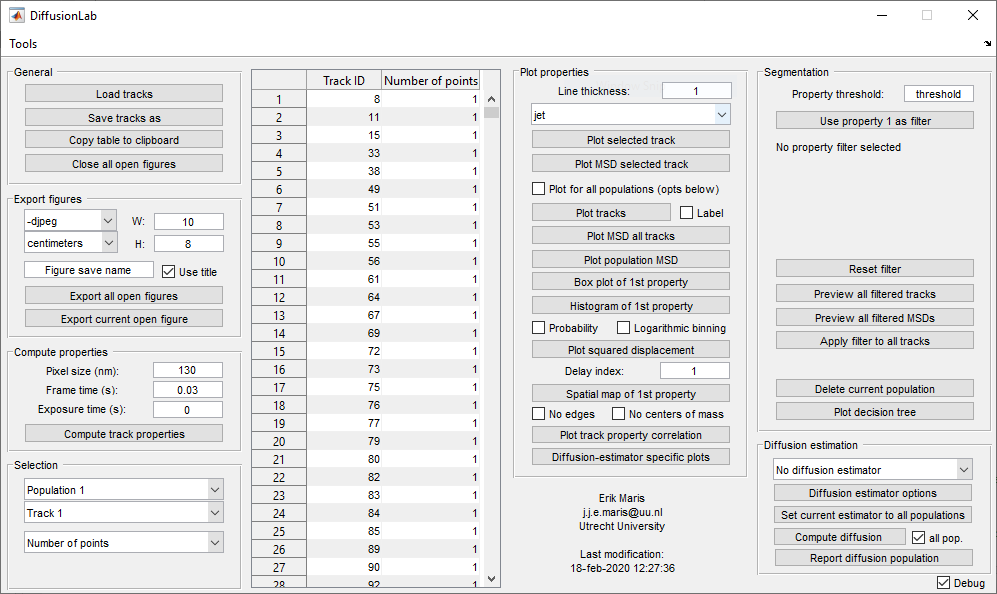 DiffusionLab
Tools
General
Load tracks
Save tracks as
Copy table to clipboard
Close all open figures
Export figures
-djpeg
W:
10
centimeters
H:
8
Figure save name
Use title
Export all open figures
Export current open figure
Compute properties
Pixel size (nm):
130
Frame time (s):
0.03
Exposure time (s):
0
Compute track properties
Selection
Population 1
Track 1
Number of points
Track ID Number of points
1 8 1
2 11 1
3 15 1
4 33 1
5 38 1
6 49 1
7 51 1
8 53 1
9 55 1
10 56 1
11 61 1
12 64 1
13 67 1
14 69 1
15 72 1
16 73 1
17 75 1
18 76 1
19 77 1
20 79 1
21 80 1
22 82 1
23 83 1
24 84 1
25 85 1
26 89 1
27 90 1
28 92 1
Plot properties
Line thickness:
1
jet
Plot selected track
Plot MSD selected track
Plot for all populations (opts below)
Plot tracks
Label
Plot MSD all tracks
Plot population MSD
Box plot of 1st property
Histogram of 1st property
Probability
Logarithmic binning
Plot squared displacement
Delay index:
1
Spatial map of 1st property
No edges
No centers of mass
Plot track property correlation
Diffusion-estimator specific plots
Erik Maris
j.j.e.maris@uu.nl
Utrecht University
Last modification:
18-feb-2020 12:27:36
Segmentation
Property threshold:
threshold
Use property 1 as filter
No property filter selected
Reset filter
Preview all filtered tracks
Preview all filtered MSDs
Apply filter to all tracks
Delete current population
Plot decision tree
Diffusion estimation
No diffusion estimator
Diffusion estimator options
Set current estimator to all populations
Compute diffusion
all pop.
Report diffusion population
Debug